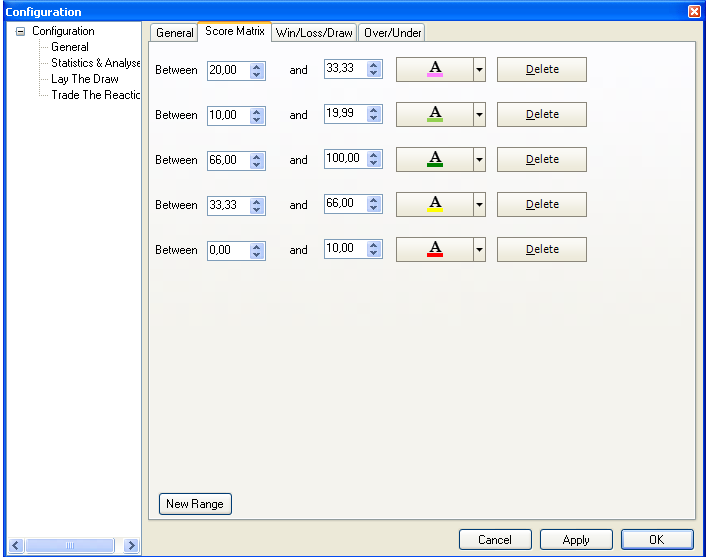 Configuration
Configuration
General
Statistics & Analyse
Lay The Draw
Trade The Reactic
General Score Matrix Win/Loss/Draw Over/Under
Between 20,00 and 33,33 A Delete
Between 10,00 and 19,99 A Delete
Between 66,00 and 100,00 A Delete
Between 33,33 and 66,00 A Delete
Between 0,00 and 10,00 A Delete
New Range
Cancel Apply OK